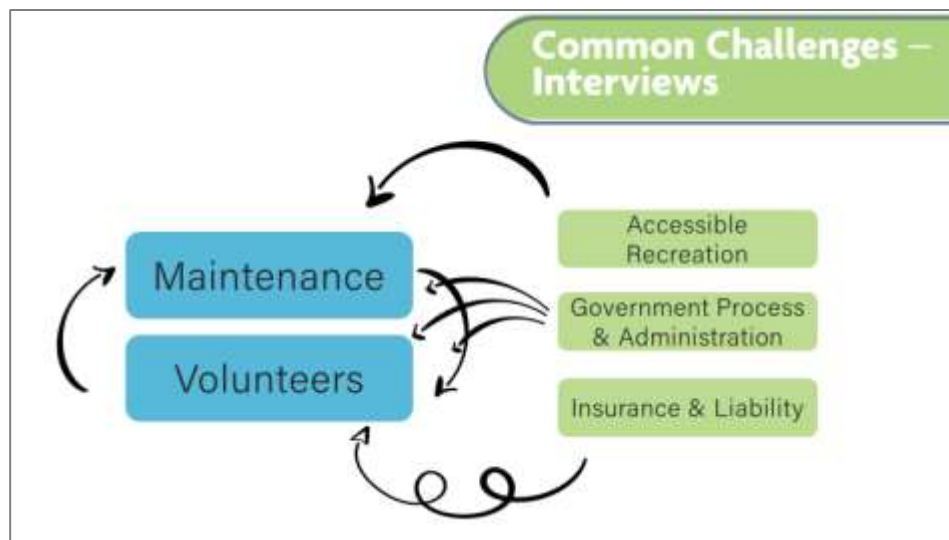 Common Challenges –
Interviews
Maintenance
Volunteers
Accessible
Recreation
Government Process
& Administration
Insurance & Liability